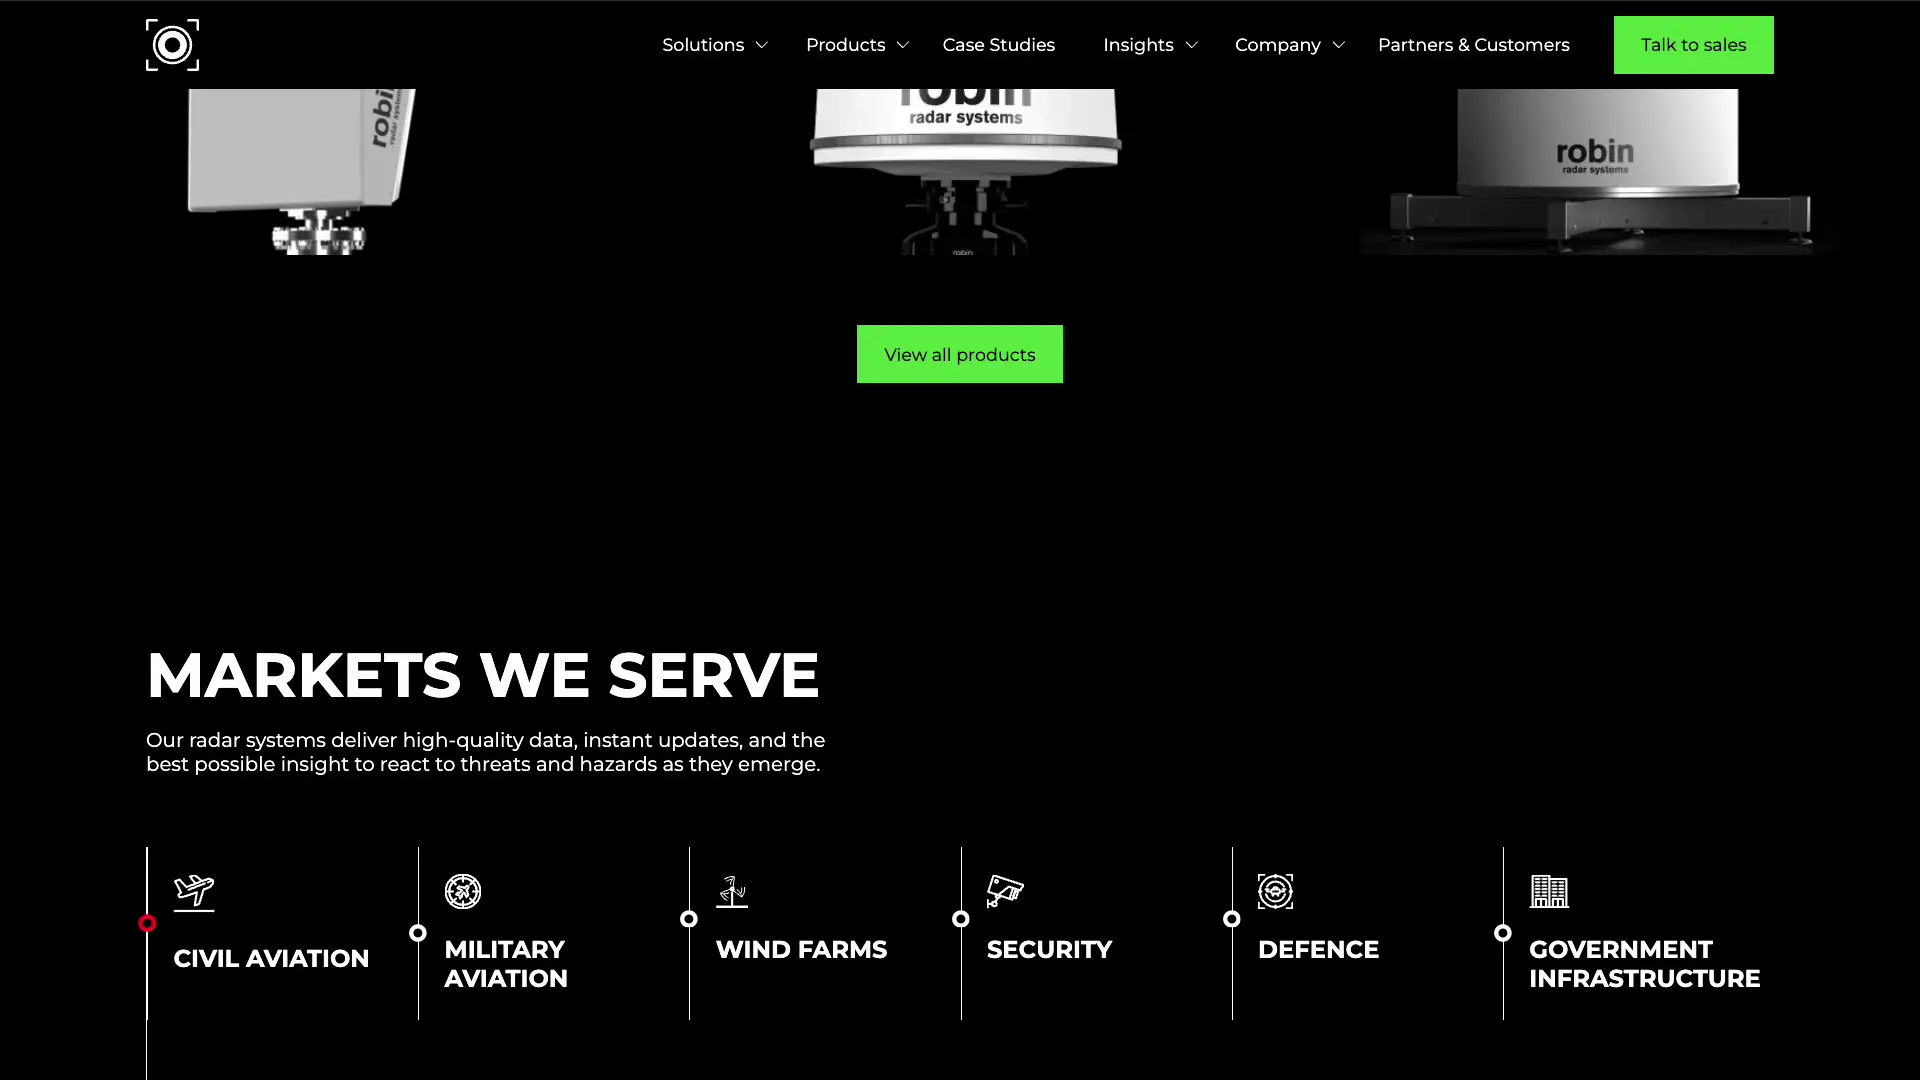 Solutions
Products
Case Studies
Insights
Company
Partners & Customers
Talk to sales
robin
radar systems
robin
radar systems
robin
radar systems
robin
View all products
MARKETS WE SERVE
Our radar systems deliver high-quality data, instant updates, and the
best possible insight to react to threats and hazards as they emerge.
CIVIL AVIATION
MILITARY
AVIATION
WIND FARMS
SECURITY
DEFENCE
GOVERNMENT
INFRASTRUCTURE